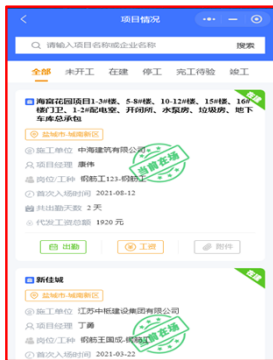 项目情况
请输入项目名称或企业名称
搜索
全部 未开工 在建 停工 完工待验 竣工
海富花园项目1-3#楼、5-8#楼、10-12#楼、15#楼、16#
楼门卫、1-2#配电室、开闭所、水泵房、垃圾房、地下
车库总承包
在建
盐城市-城南新区
施工单位 中海建筑有限公司
项目经理 康伟
岗位/工种 钢筋工123-钢筋工
当前在场
首次入场时间 2021-08-12
共出勤天数 2 天
代发工资总额 1920 元
出勤
工资
附件
新佳城
在建
盐城市-城南新区
施工单位 江苏中柢建设集团有限公司
项目经理 丁勇
岗位/工种 钢筋王国成-钢筋工
当前在场
首次入场时间 2021-03-22